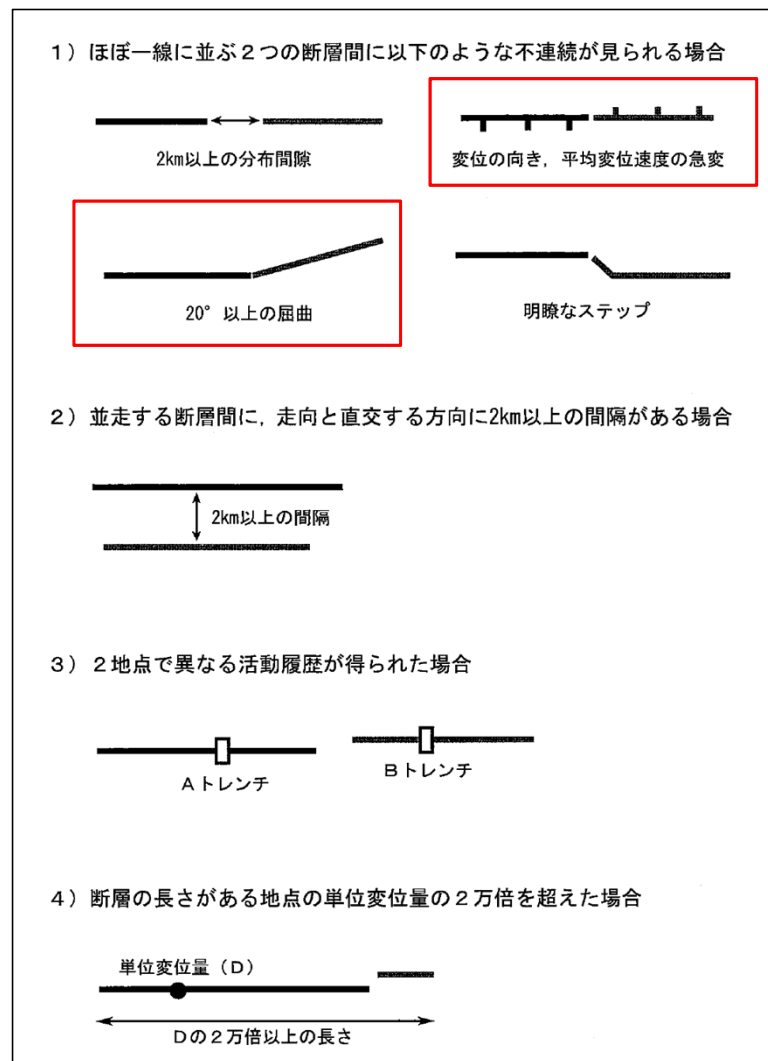 1）ほぼ一線に並ぶ２つの断層間に以下のような不連続が見られる場合
2km以上の分布間隙
変位の向き，平均変位速度の急変
20°以上の屈曲
明瞭なステップ
2）並走する断層間に，走向と直交する方向に2km以上の間隔がある場合
2km以上の間隔
3）２地点で異なる活動履歴が得られた場合
Ａトレンチ
Ｂトレンチ
4）断層の長さがある地点の単位変位量の２万倍を超えた場合
単位変位量（Ｄ）
Ｄの２万倍以上の長さ